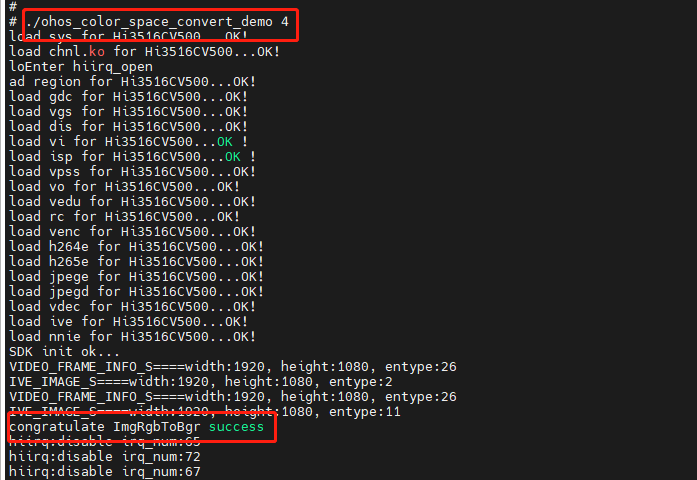 #
# ./ohos_color_space_convert_demo 4
load sys for Hi3516CV500...OK!
load chnl.ko for Hi3516CV500...OK!
loEnter hiirq_open
ad region for Hi3516CV500...OK!
load gdc for Hi3516CV500...OK!
load vgs for Hi3516CV500...OK!
load dis for Hi3516CV500...OK!
load vi for Hi3516CV500...OK !
load isp for Hi3516CV500...OK !
load vpss for Hi3516CV500...OK!
load vo for Hi3516CV500...OK!
load vedu for Hi3516CV500...OK!
load rc for Hi3516CV500...OK!
load venc for Hi3516CV500...OK!
load h264e for Hi3516CV500...OK!
load h265e for Hi3516CV500...OK!
load jpege for Hi3516CV500...OK!
load jpegd for Hi3516CV500...OK!
load vdec for Hi3516CV500...OK!
load ive for Hi3516CV500...OK!
load nnie for Hi3516CV500...OK!
SDK init ok...
VIDEO_FRAME_INFO_S====width:1920, height:1080, entype:26
IVE_IMAGE_S====width:1920, height:1080, entype:2
VIDEO_FRAME_INFO_S====width:1920, height:1080, entype:26
IVE_IMAGE_S====width:1920, height:1080, entype:11
congratulate ImgRgbToBgr success
hiirq:disable irq_num:65
hiirq:disable irq_num:72
hiirq:disable irq_num:67